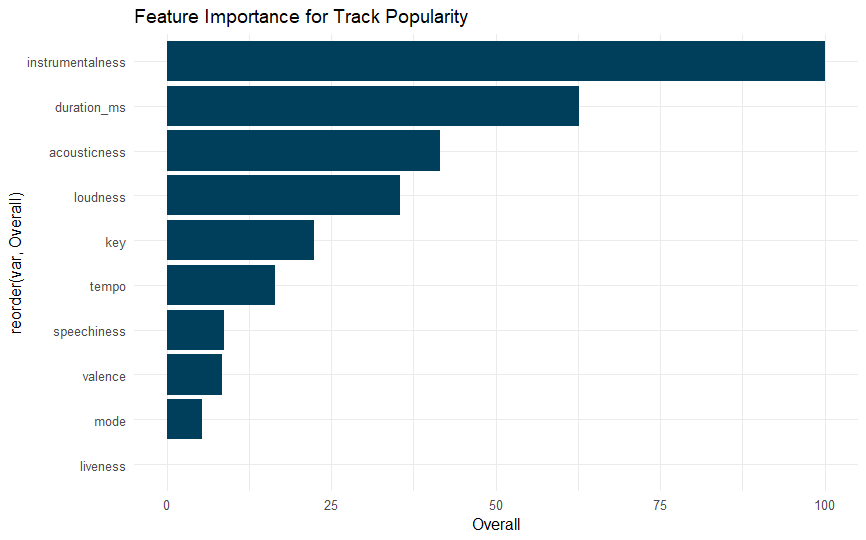 Feature Importance for Track Popularity
reorder(var, Overall)
instrumentalness
duration_ms
acousticness
loudness
key
tempo
speechiness
valence
mode
liveness
0 25 50 75 100
Overall